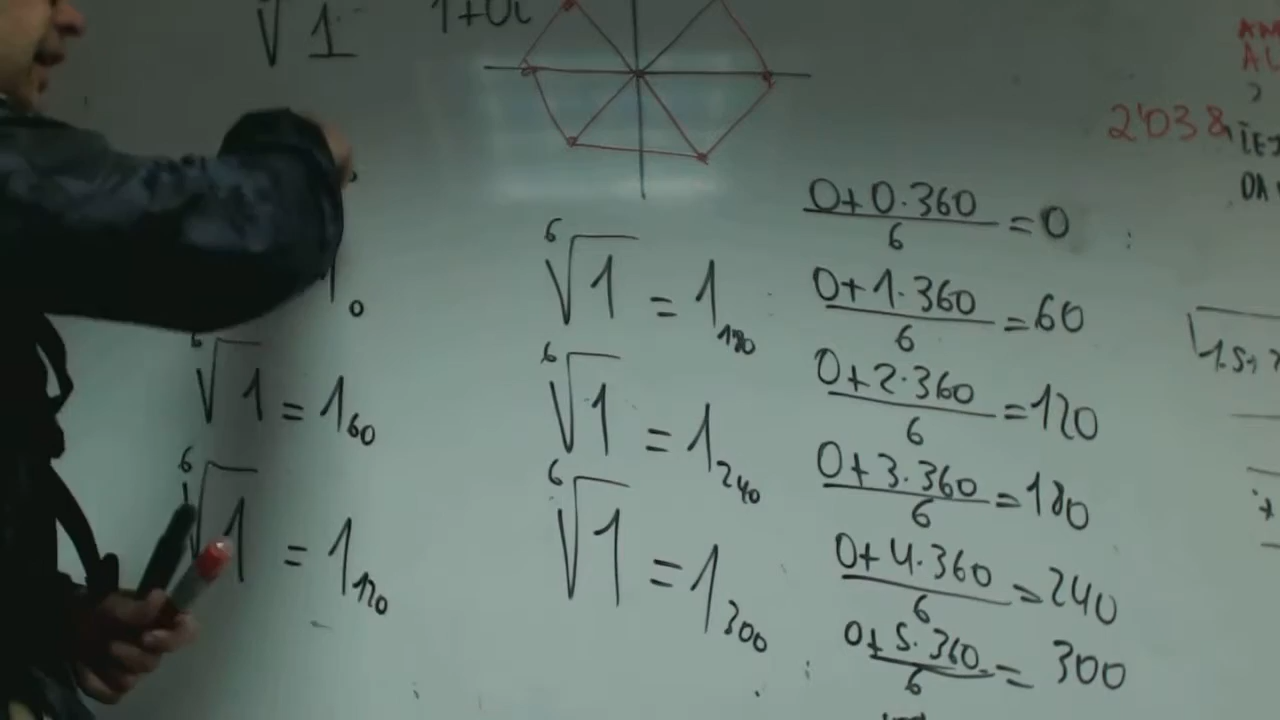 √1
1+0i
2'038
0+0·360 / 6 = 0
⁶√1 = 1₁₈₀
0+1·360 / 6 = 60
1₀
⁶√1 = 1₆₀
⁶√1 = 1₂₄₀
0+2·360 / 6 = 120
⁶√1 = 1₁₂₀
⁶√1 = 1₃₀₀
0+3·360 / 6 = 180
0+4·360 / 6 = 240
0+5·360 / 6 = 300